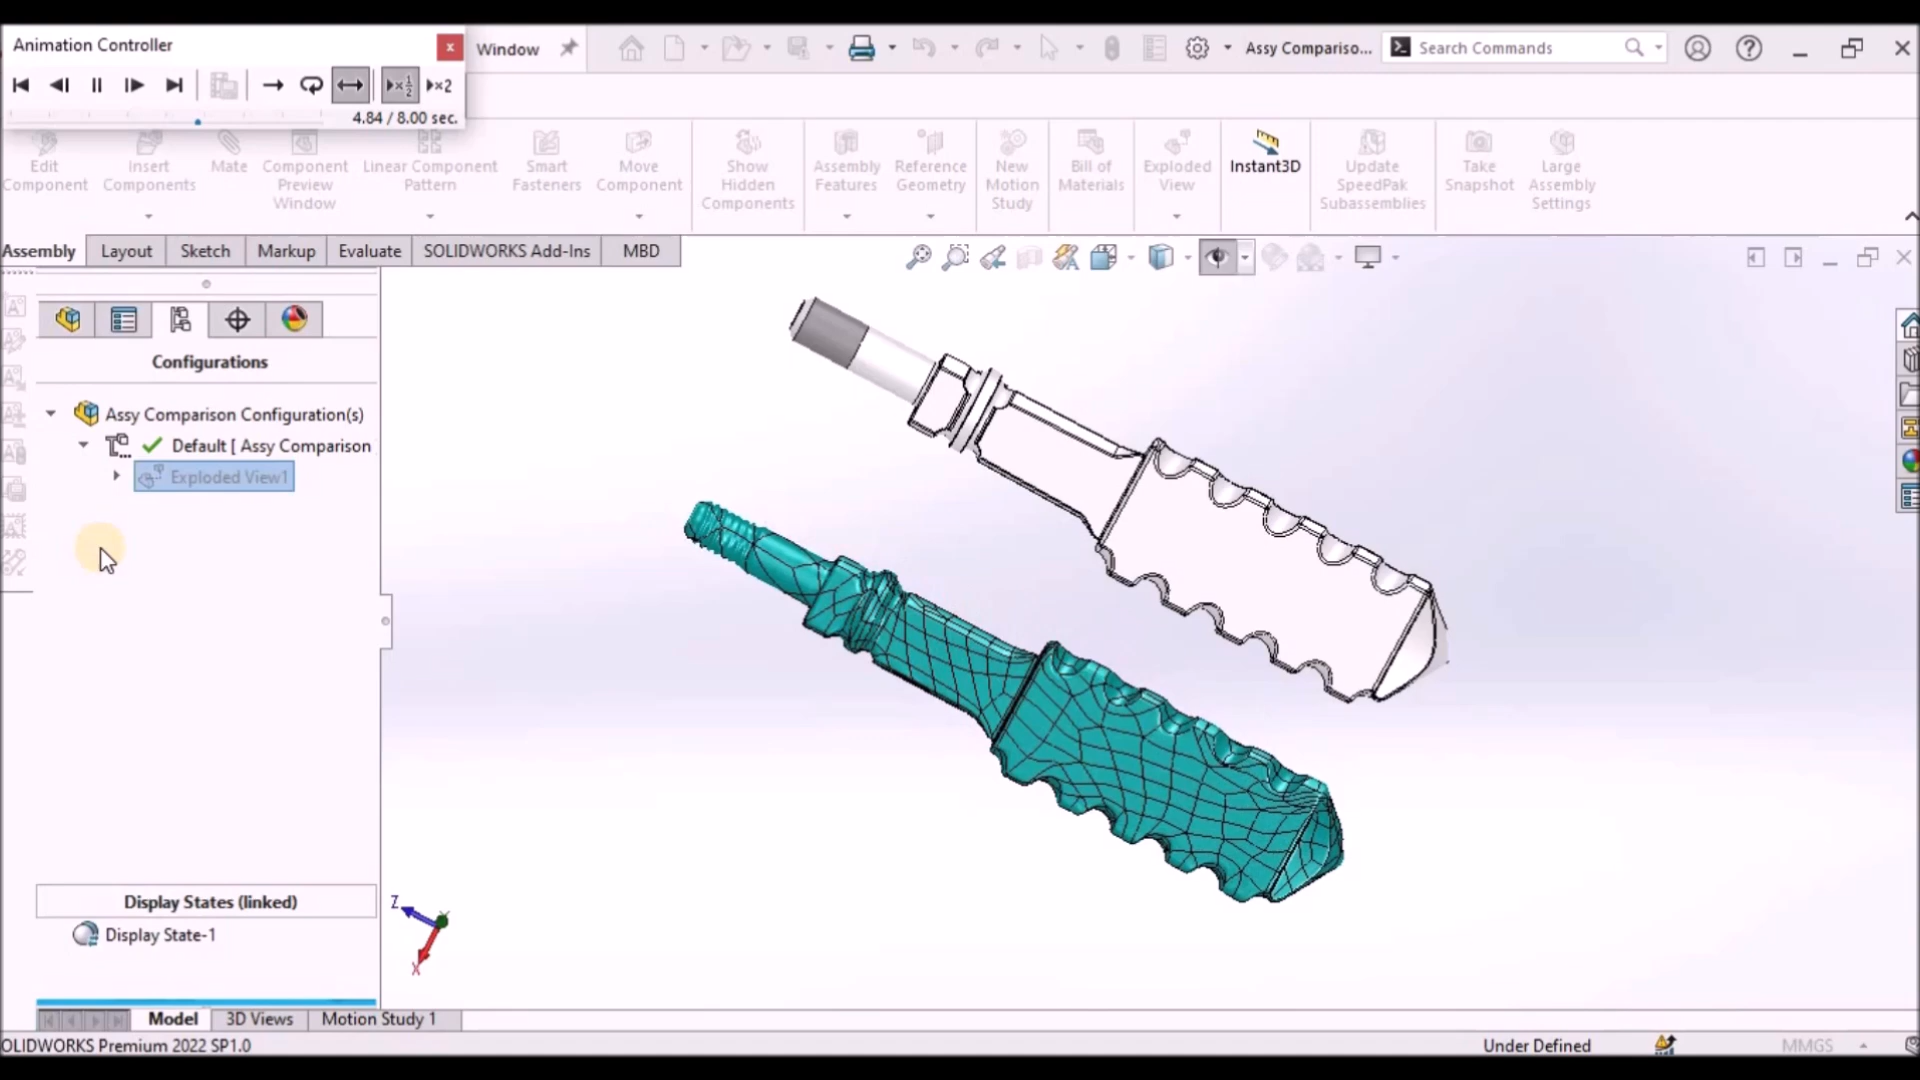 Animation Controller
x
Window
Assy Compariso...
Search Commands
x½
x2
4.84 / 8.00 sec.
Edit
Component
Insert
Components
Mate
Component
Preview
Window
Linear Component
Pattern
Smart
Fasteners
Move
Component
Show
Hidden
Components
Assembly
Features
Reference
Geometry
New
Motion
Study
Bill of
Materials
Exploded
View
Instant3D
Update
SpeedPak
Subassemblies
Take
Snapshot
Large
Assembly
Settings
Assembly
Layout
Sketch
Markup
Evaluate
SOLIDWORKS Add-Ins
MBD
Configurations
Assy Comparison Configuration(s)
Default [ Assy Comparison
Exploded View1
Display States (linked)
Display State-1
Z
Y
X
Model
3D Views
Motion Study 1
OLIDWORKS Premium 2022 SP1.0
Under Defined
MMGS